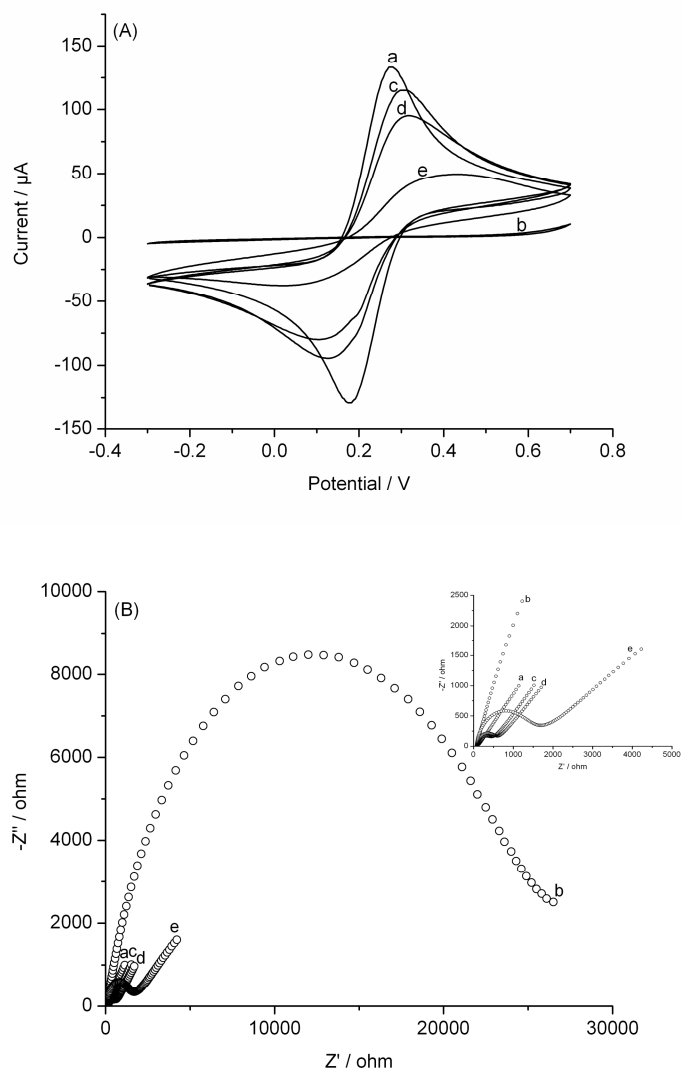 (A)
150
100
50
0
-50
-100
-150
Current / µA
a
c
d
e
b
-0.4
-0.2
0.0
0.2
0.4
0.6
0.8
Potential / V
(B)
10000
8000
6000
4000
2000
0
-Z'' / ohm
a c d
e
b
0
10000
20000
30000
Z' / ohm
2500
2000
1500
1000
500
0
-Z'' / ohm
b
e
a
c
d
0
1000
2000
3000
4000
5000
Z' / ohm